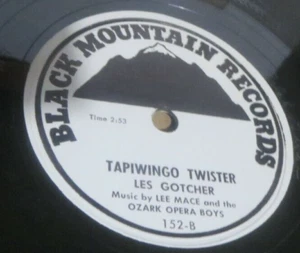 BLACK MOUNTAIN RECORDS
Time 2:53
TAPIWINGO TWISTER
LES GOTCHER
Music by LEE MACE and the
OZARK OPERA BOYS
152-B